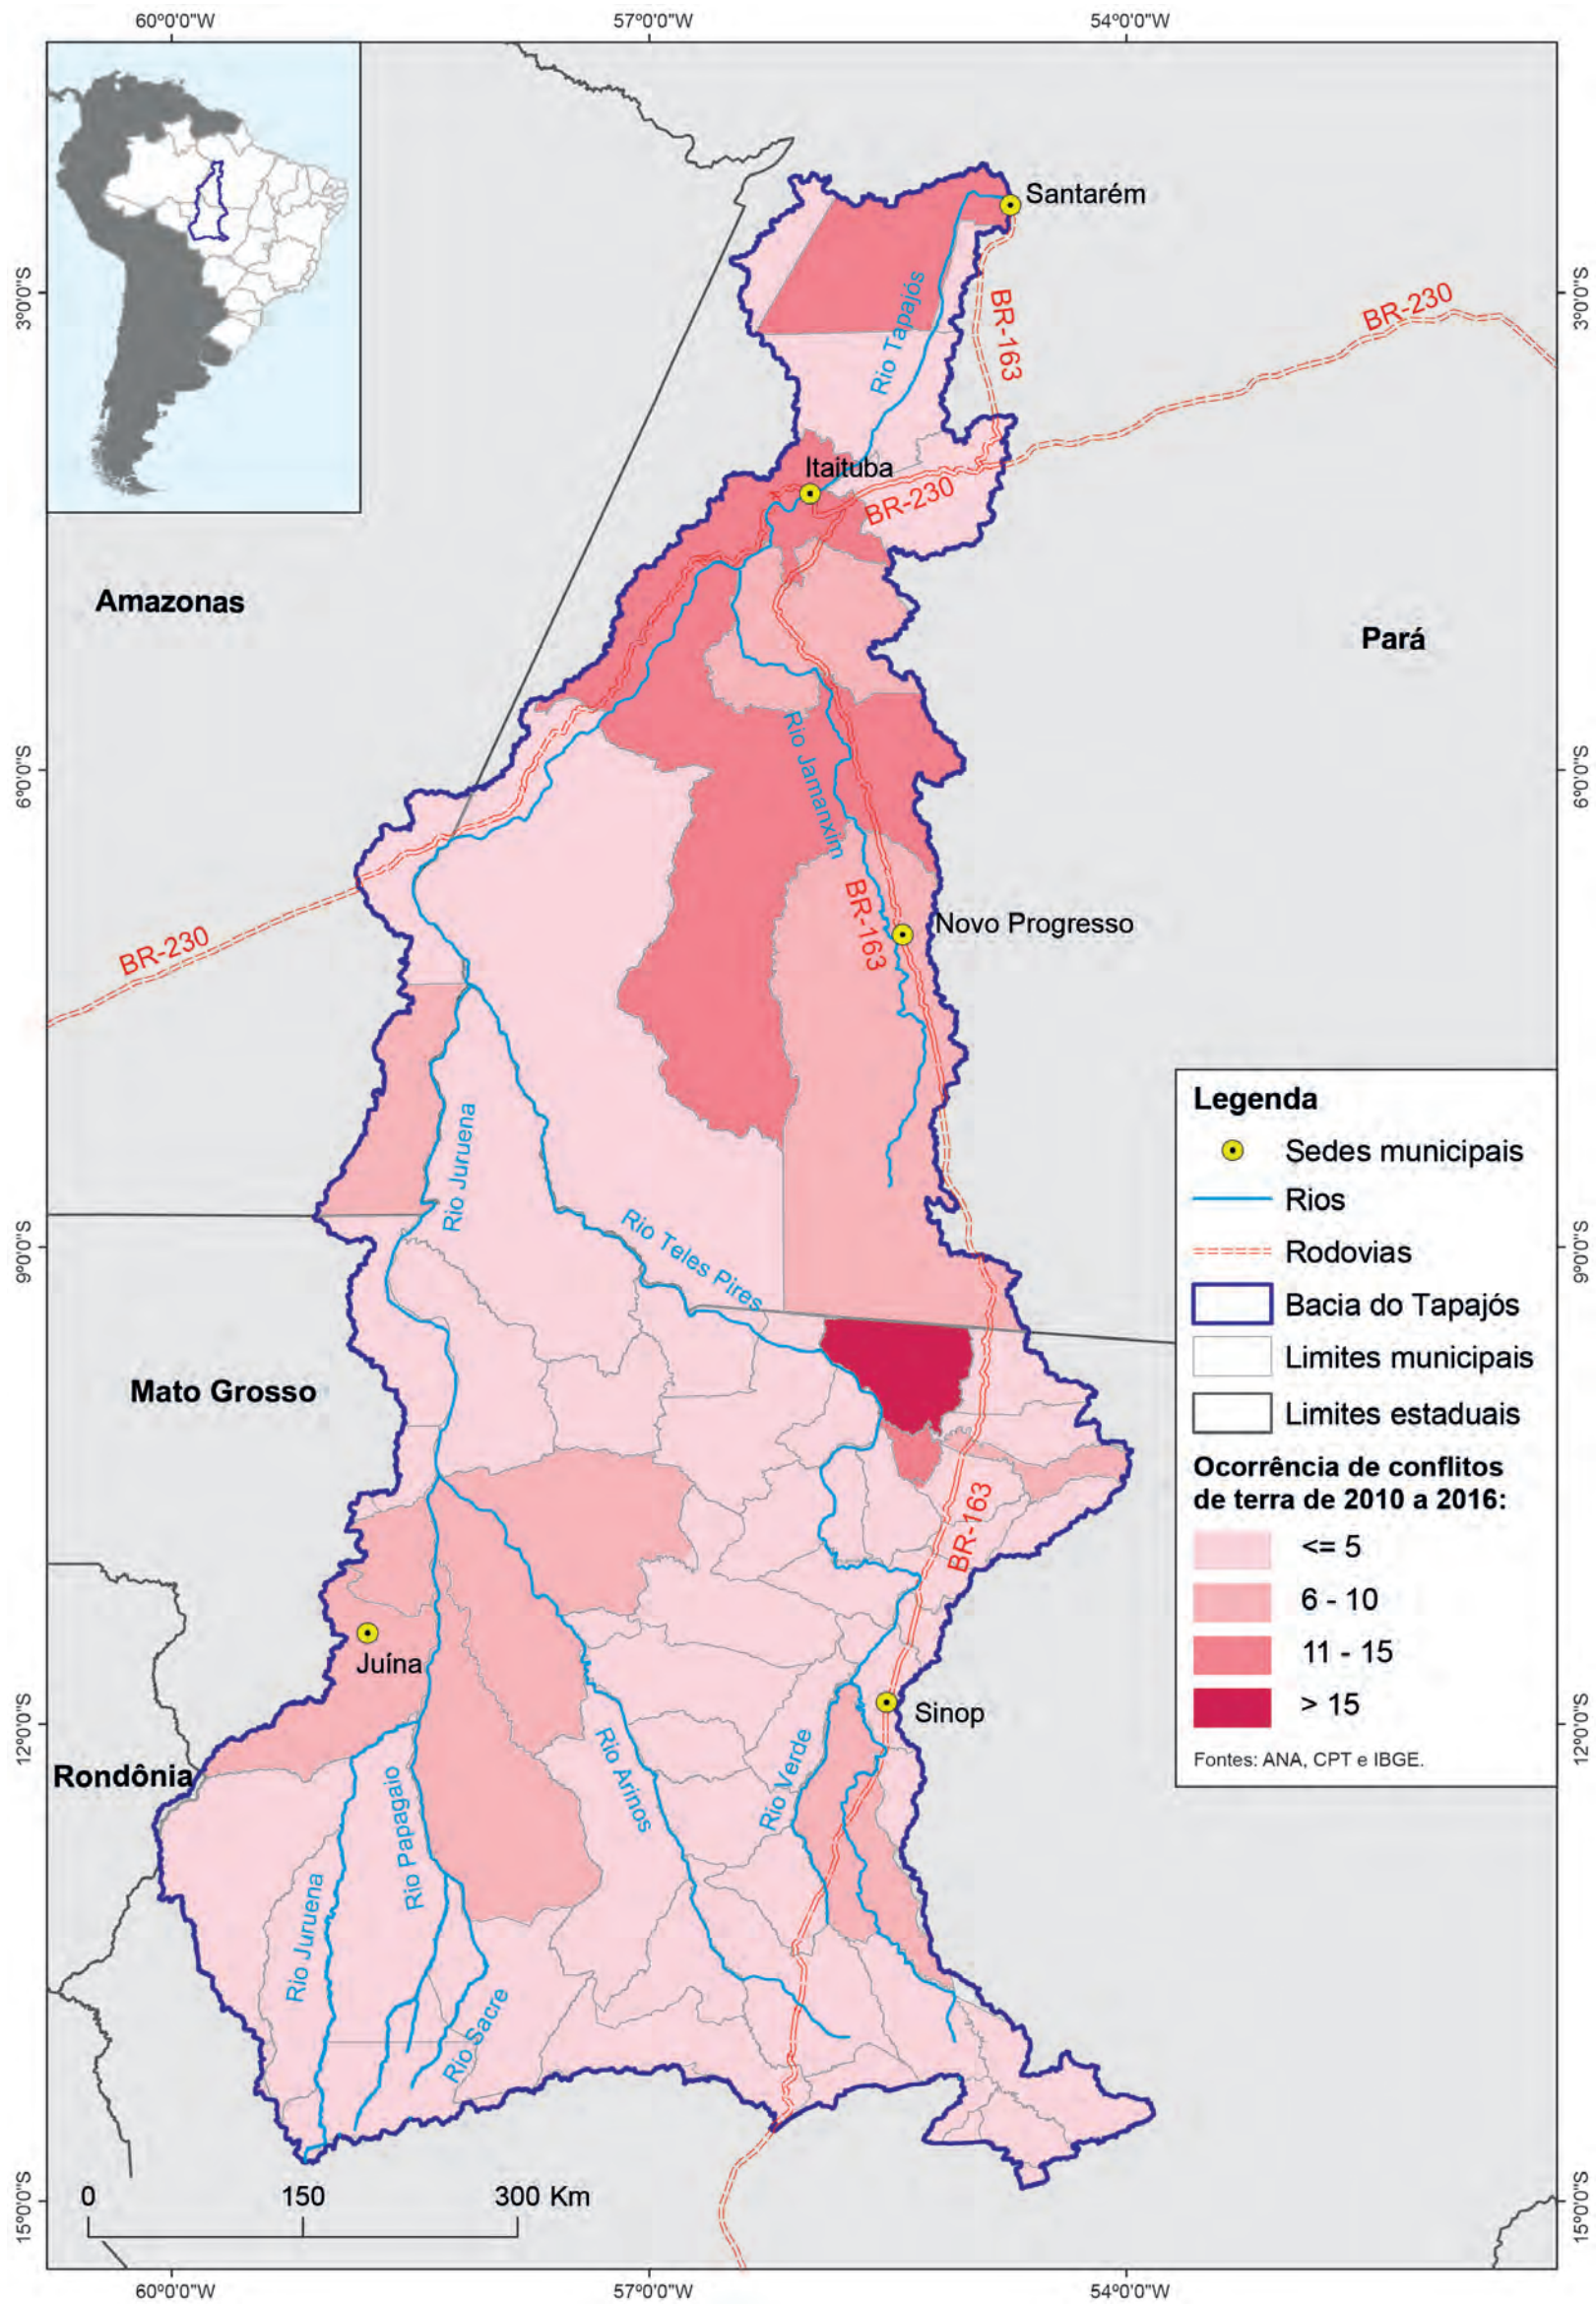 60°0'0"W
57°0'0"W
54°0'0"W
Santarém
3°0'0"S
3°0'0"S
BR-230
BR-163
Rio Tapajós
Itaituba
BR-230
Amazonas
Pará
Rio Jamanxim
6°0'0"S
6°0'0"S
BR-163
Novo Progresso
BR-230
Legenda
Sedes municipais
Rios
Rodovias
Bacia do Tapajós
Limites municipais
Limites estaduais
Ocorrência de conflitos
de terra de 2010 a 2016:
<= 5
6 - 10
11 - 15
> 15
Fontes: ANA, CPT e IBGE.
Rio Juruena
Rio Teles Pires
9°0'0"S
9°0'0"S
Mato Grosso
BR-163
Juína
Sinop
12°0'0"S
12°0'0"S
Rondônia
Rio Papagaio
Rio Arinos
Rio Verde
Rio Juruena
Rio Sacre
0
150
300 Km
15°0'0"S
15°0'0"S
60°0'0"W
57°0'0"W
54°0'0"W